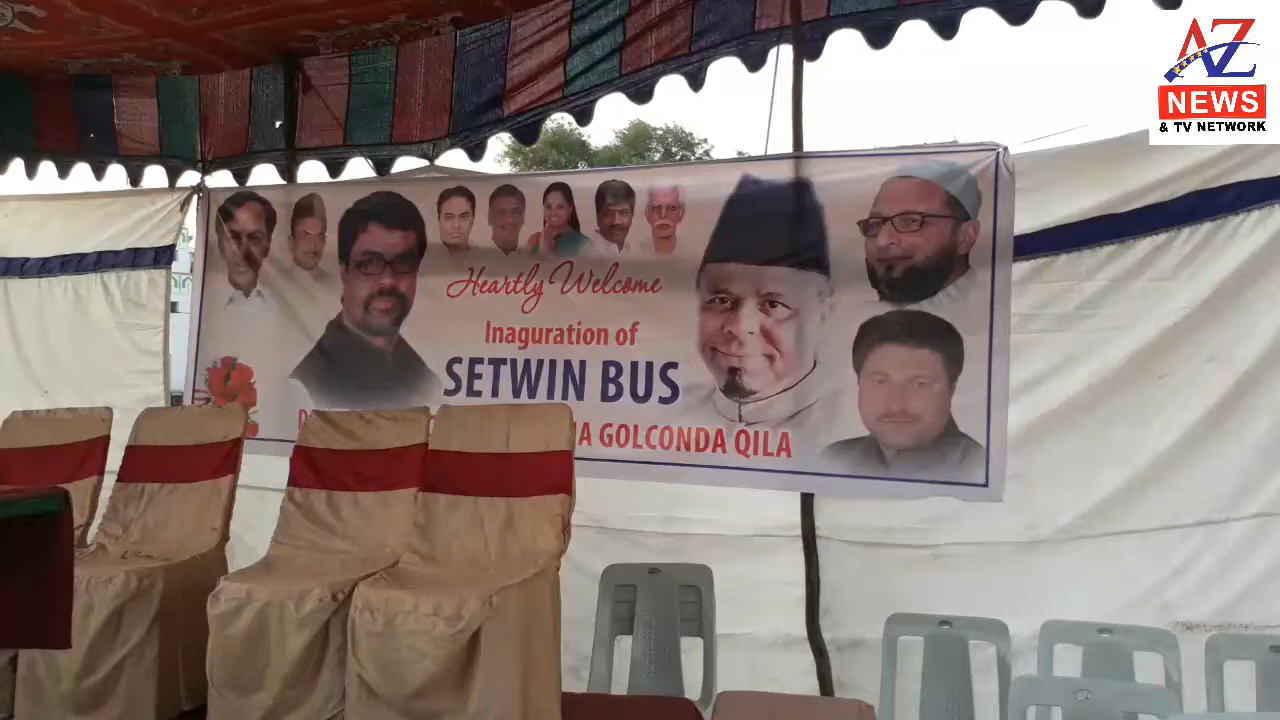 AZ
NEWS
& TV NETWORK
Heartly Welcome
Inaguration of
SETWIN BUS
GOLCONDA QILA